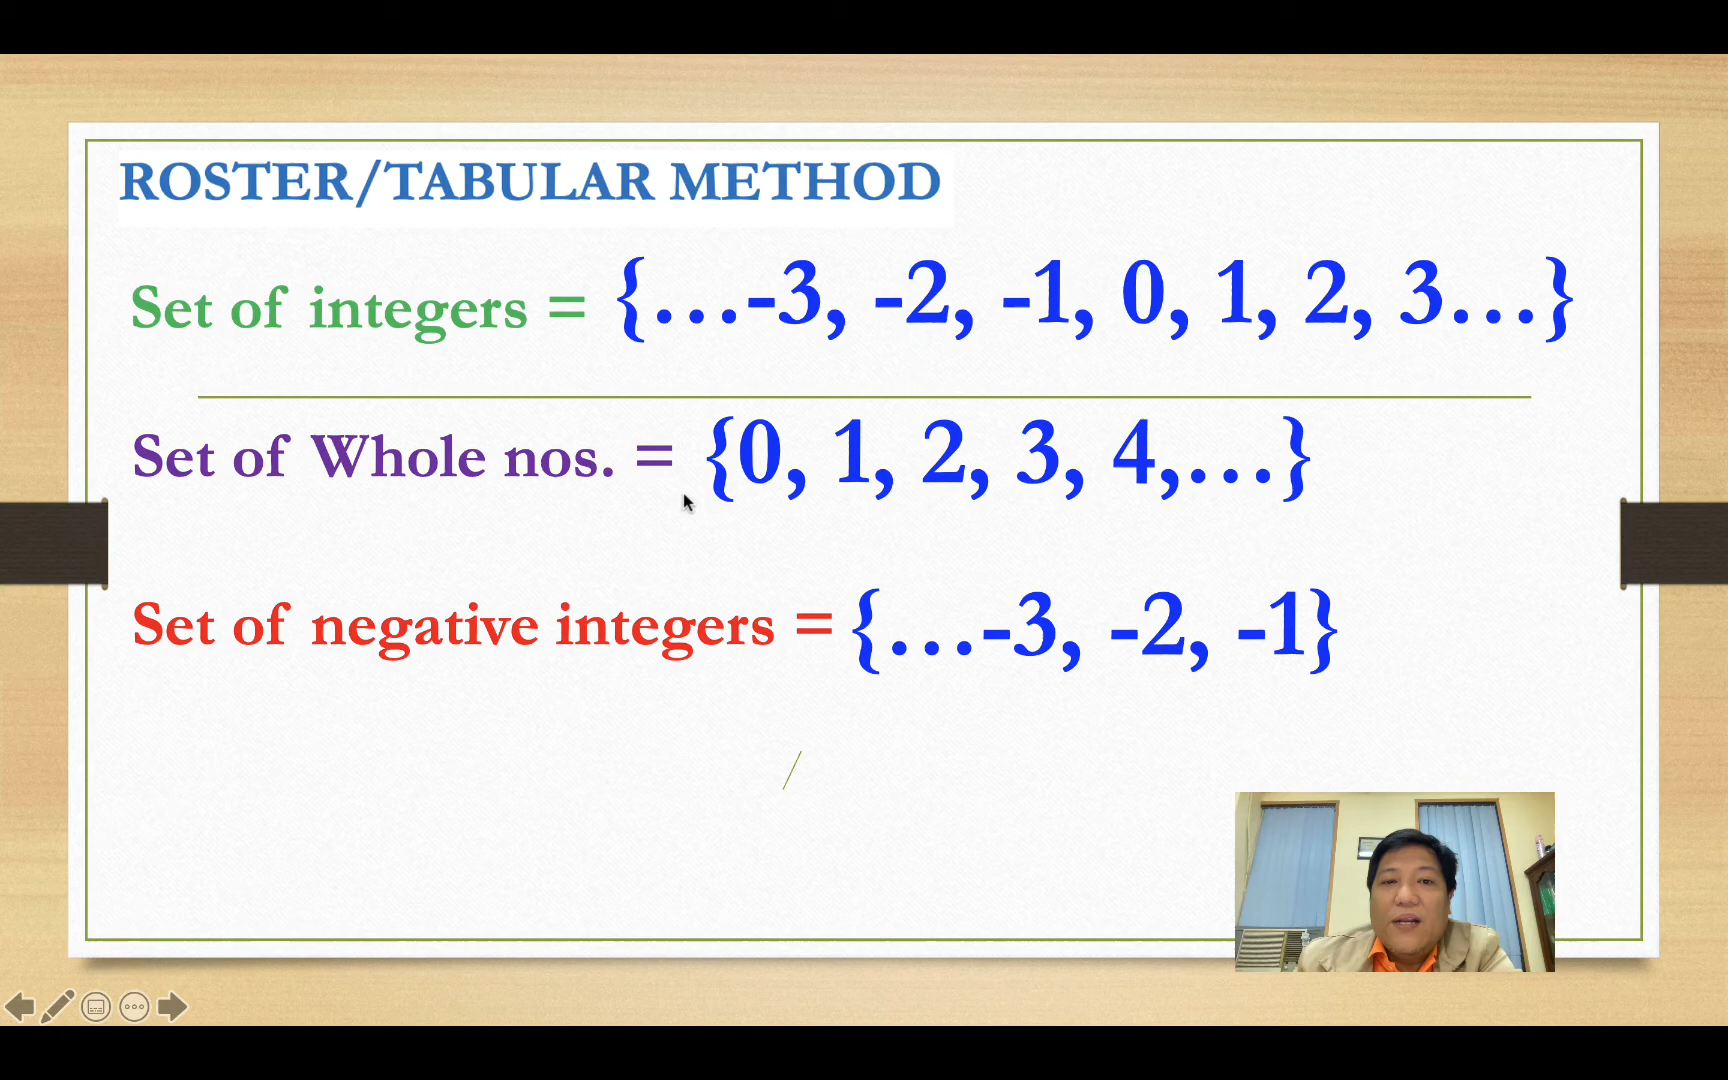 ROSTER/TABULAR METHOD
Set of integers = {…-3, -2, -1, 0, 1, 2, 3…}
Set of Whole nos. = {0, 1, 2, 3, 4,…}
Set of negative integers = {…-3, -2, -1}